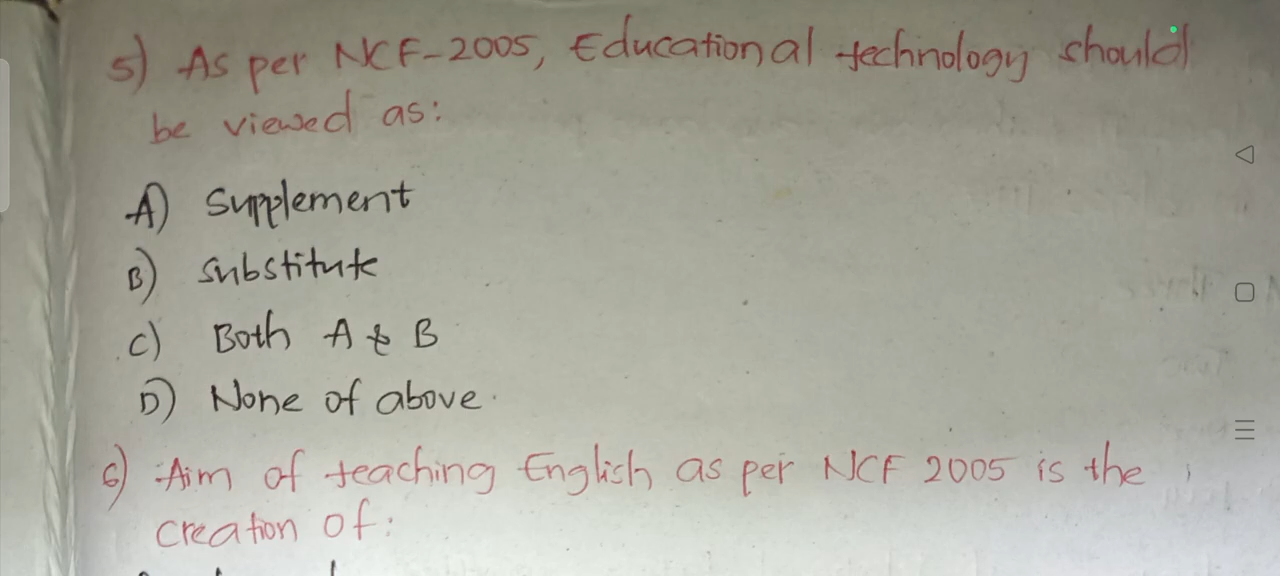 5) As per NCF-2005, Educational technology should
be viewed as:
A) Supplement
B) Substitute
C) Both A & B
D) None of above.
6) Aim of teaching English as per NCF 2005 is the
creation of: